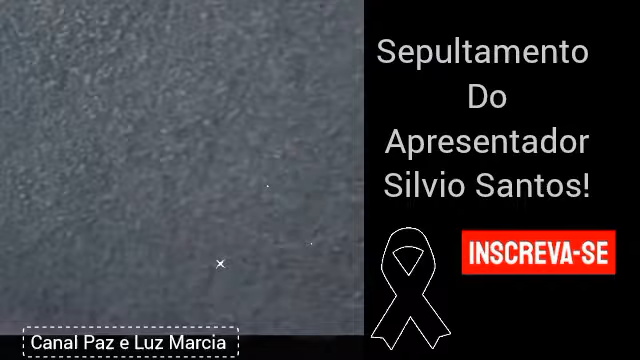 Sepultamento
Do
Apresentador
Silvio Santos!
INSCREVA-SE
Canal Paz e Luz Marcia